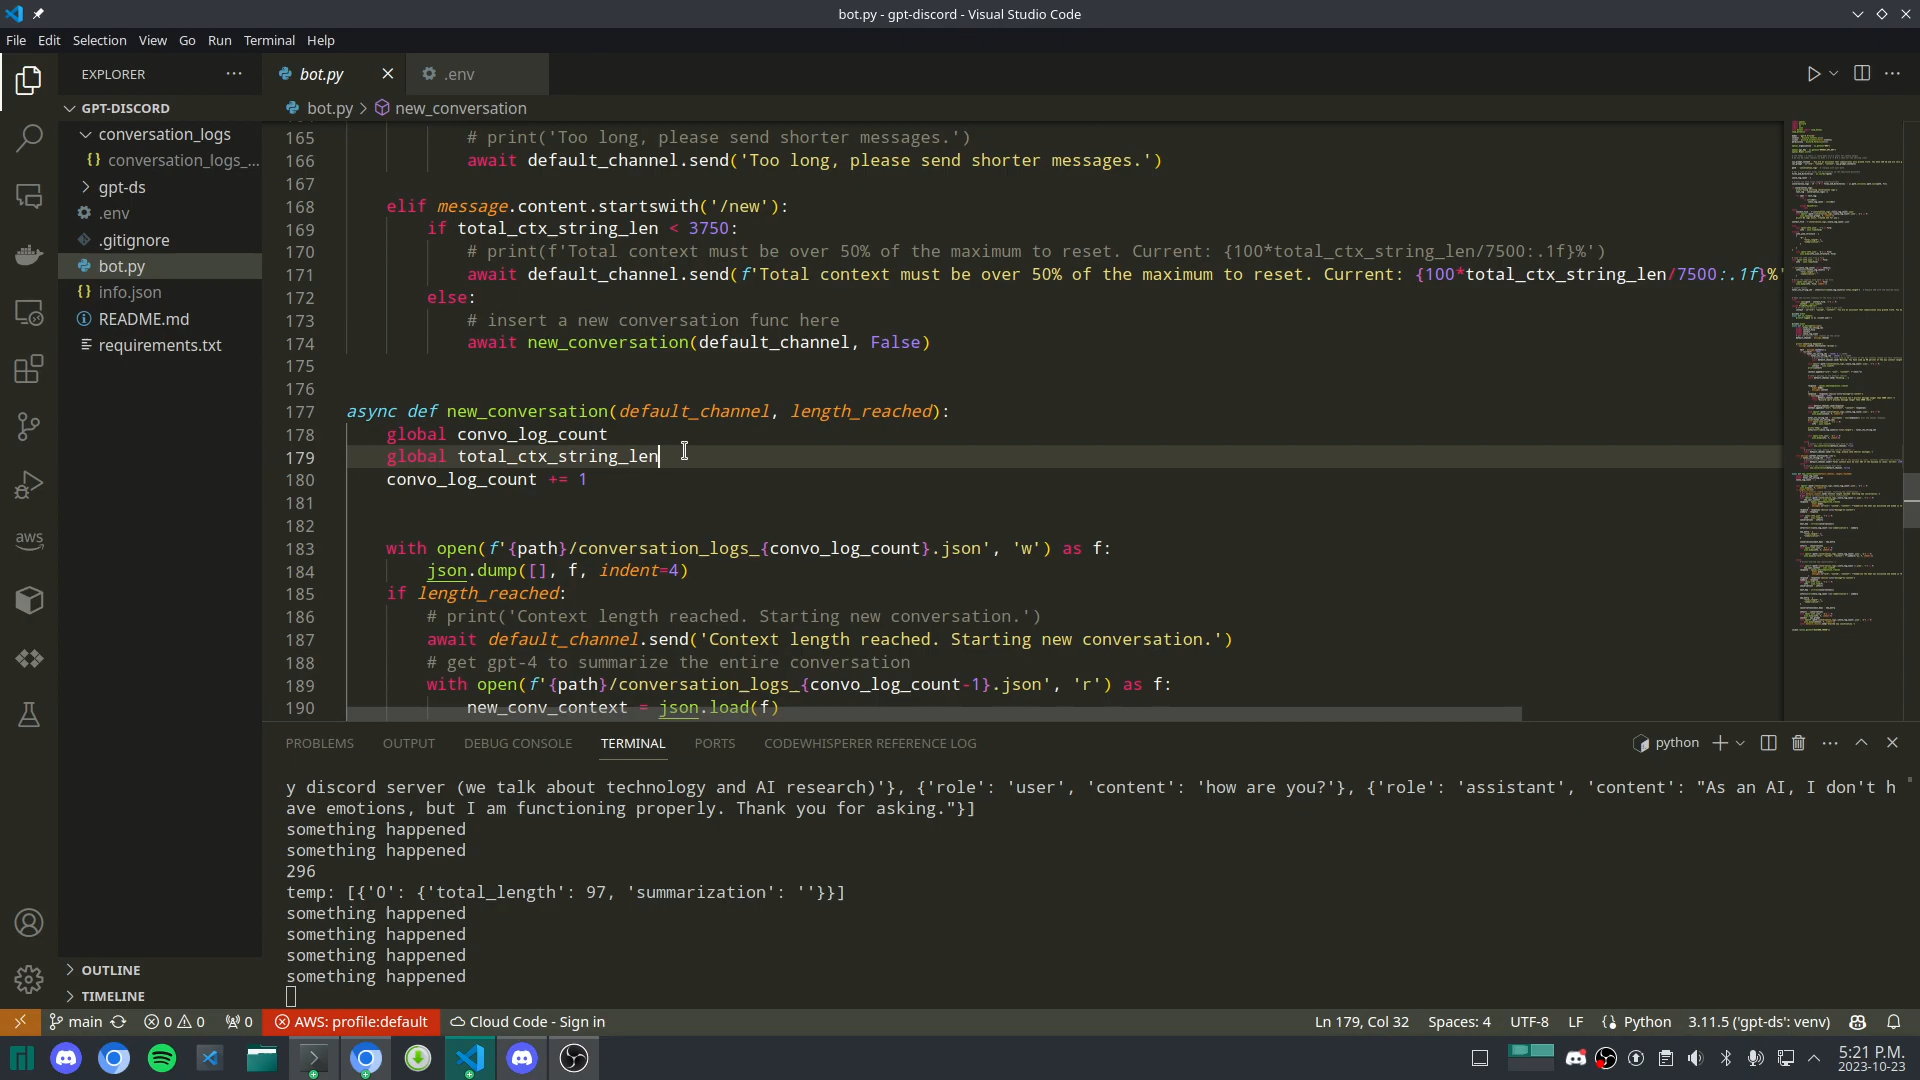 bot.py - gpt-discord - Visual Studio Code
File Edit Selection View Go Run Terminal Help
EXPLORER
bot.py
.env
GPT-DISCORD
bot.py > new_conversation
conversation_logs
{} conversation_logs_...
gpt-ds
.env
.gitignore
bot.py
{} info.json
README.md
requirements.txt
OUTLINE
TIMELINE
165 # print('Too long, please send shorter messages.')
166 await default_channel.send('Too long, please send shorter messages.')
167
168 elif message.content.startswith('/new'):
169 if total_ctx_string_len < 3750:
170 # print(f'Total context must be over 50% of the maximum to reset. Current: {100*total_ctx_string_len/7500:.1f}%')
171 await default_channel.send(f'Total context must be over 50% of the maximum to reset. Current: {100*total_ctx_string_len/7500:.1f}%'
172 else:
173 # insert a new conversation func here
174 await new_conversation(default_channel, False)
175
176
177 async def new_conversation(default_channel, length_reached):
178 global convo_log_count
179 global total_ctx_string_len
180 convo_log_count += 1
181
182
183 with open(f'{path}/conversation_logs_{convo_log_count}.json', 'w') as f:
184 json.dump([], f, indent=4)
185 if length_reached:
186 # print('Context length reached. Starting new conversation.')
187 await default_channel.send('Context length reached. Starting new conversation.')
188 # get gpt-4 to summarize the entire conversation
189 with open(f'{path}/conversation_logs_{convo_log_count-1}.json', 'r') as f:
190 new_conv_context = json.load(f)
PROBLEMS OUTPUT DEBUG CONSOLE TERMINAL PORTS CODEWHISPERER REFERENCE LOG
python
y discord server (we talk about technology and AI research)'}, {'role': 'user', 'content': 'how are you?'}, {'role': 'assistant', 'content': "As an AI, I don't h
ave emotions, but I am functioning properly. Thank you for asking."}]
something happened
something happened
296
temp: [{'0': {'total_length': 97, 'summarization': ''}}]
something happened
something happened
something happened
something happened
aws
main 0 0 0 AWS: profile:default Cloud Code - Sign in Ln 179, Col 32 Spaces: 4 UTF-8 LF Python 3.11.5 ('gpt-ds': venv)
5:21 P.M.
2023-10-23